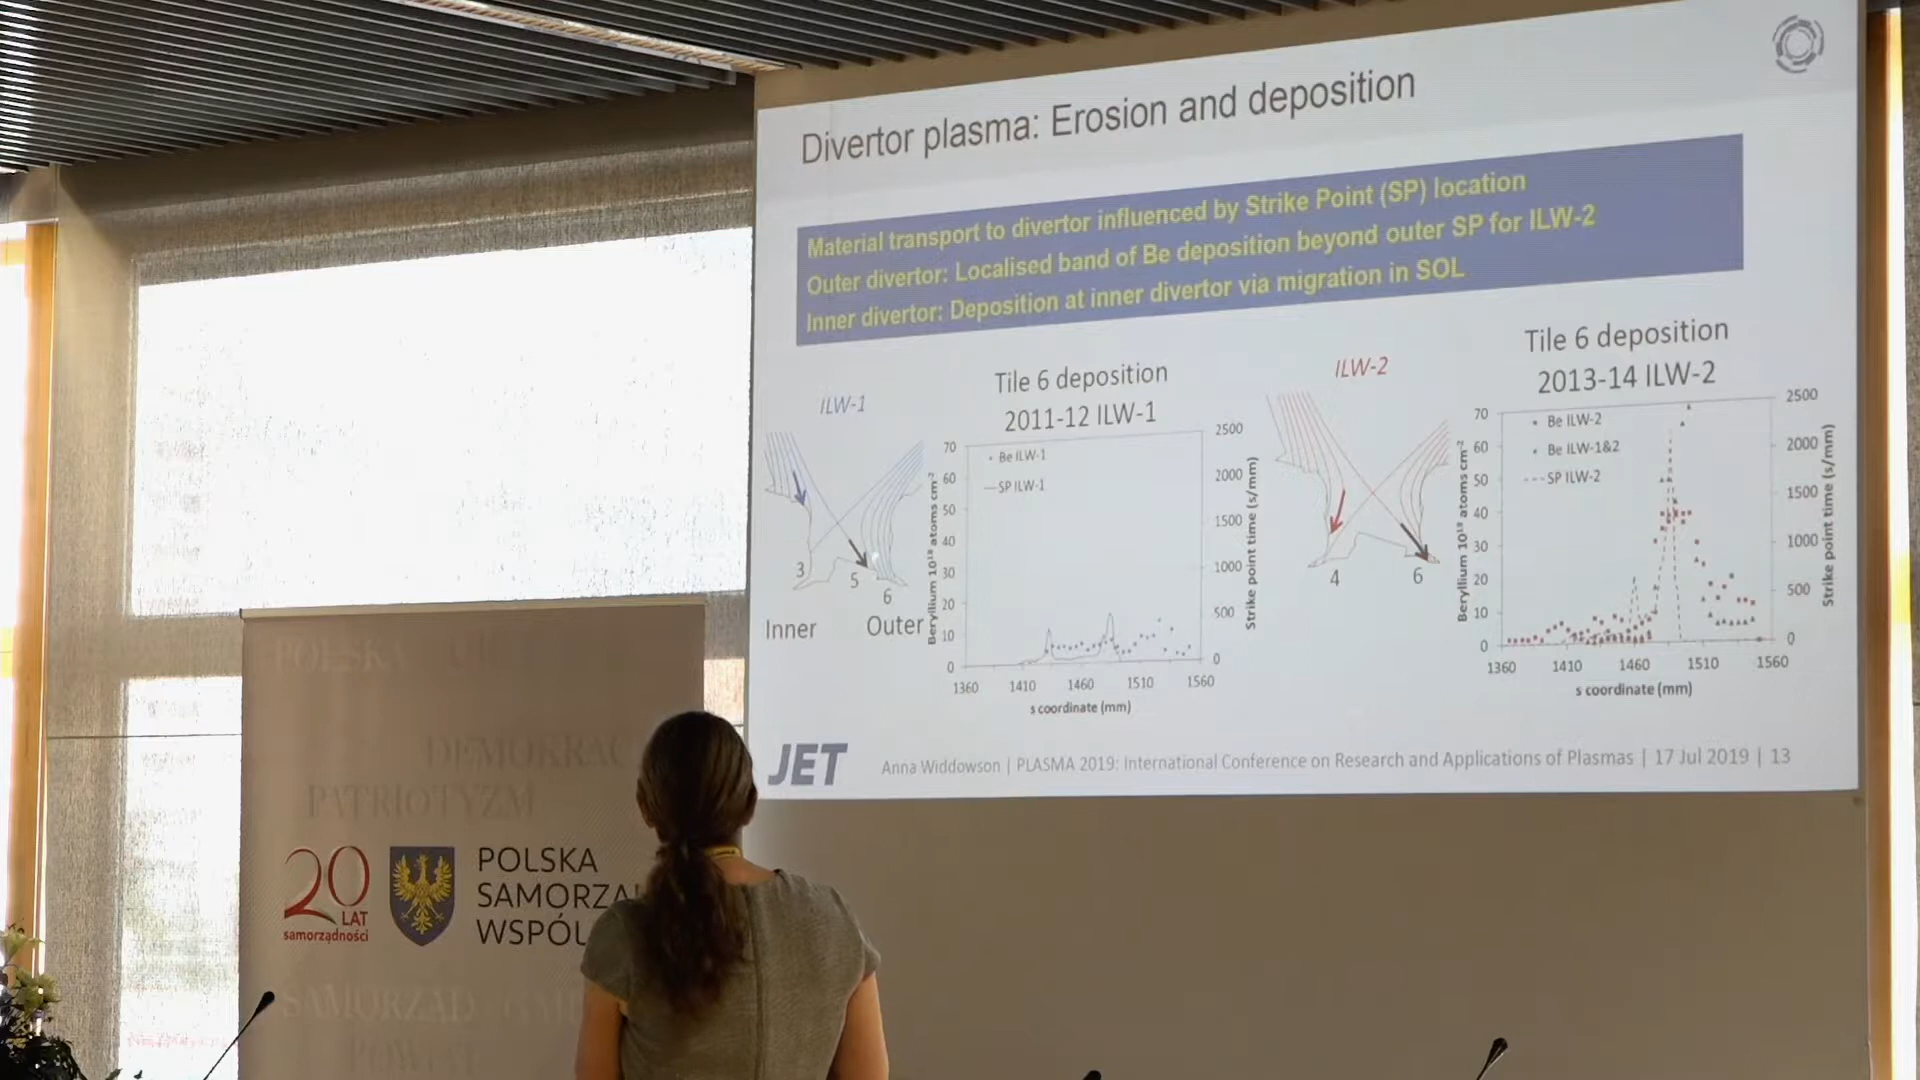 Divertor plasma: Erosion and deposition
Material transport to divertor influenced by Strike Point (SP) location
Outer divertor: Localised band of Be deposition beyond outer SP for ILW-2
Inner divertor: Deposition at inner divertor via migration in SOL
ILW-1
3
5
6
Inner
Outer
Tile 6 deposition
2011-12 ILW-1
Be ILW-1
SP ILW-1
Beryllium 10¹⁸ atoms cm⁻²
70
60
50
40
30
20
10
0
2500
2000
1500
1000
500
0
Strike point time (s/mm)
1360 1410 1460 1510 1560
s coordinate (mm)
ILW-2
4
6
Tile 6 deposition
2013-14 ILW-2
Be ILW-2
Be ILW-1&2
SP ILW-2
Beryllium 10¹⁸ atoms cm⁻²
70
60
50
40
30
20
10
0
2500
2000
1500
1000
500
0
Strike point time (s/mm)
1360 1410 1460 1510 1560
s coordinate (mm)
JET
Anna Widdowson | PLASMA 2019: International Conference on Research and Applications of Plasmas | 17 Jul 2019 | 13
POLSKA
DEMOKRAC
PATRIOTYZM
20
LAT
samorządności
POLSKA
SAMORZA
WSPÓL
SAMORZĄD
POWIAT